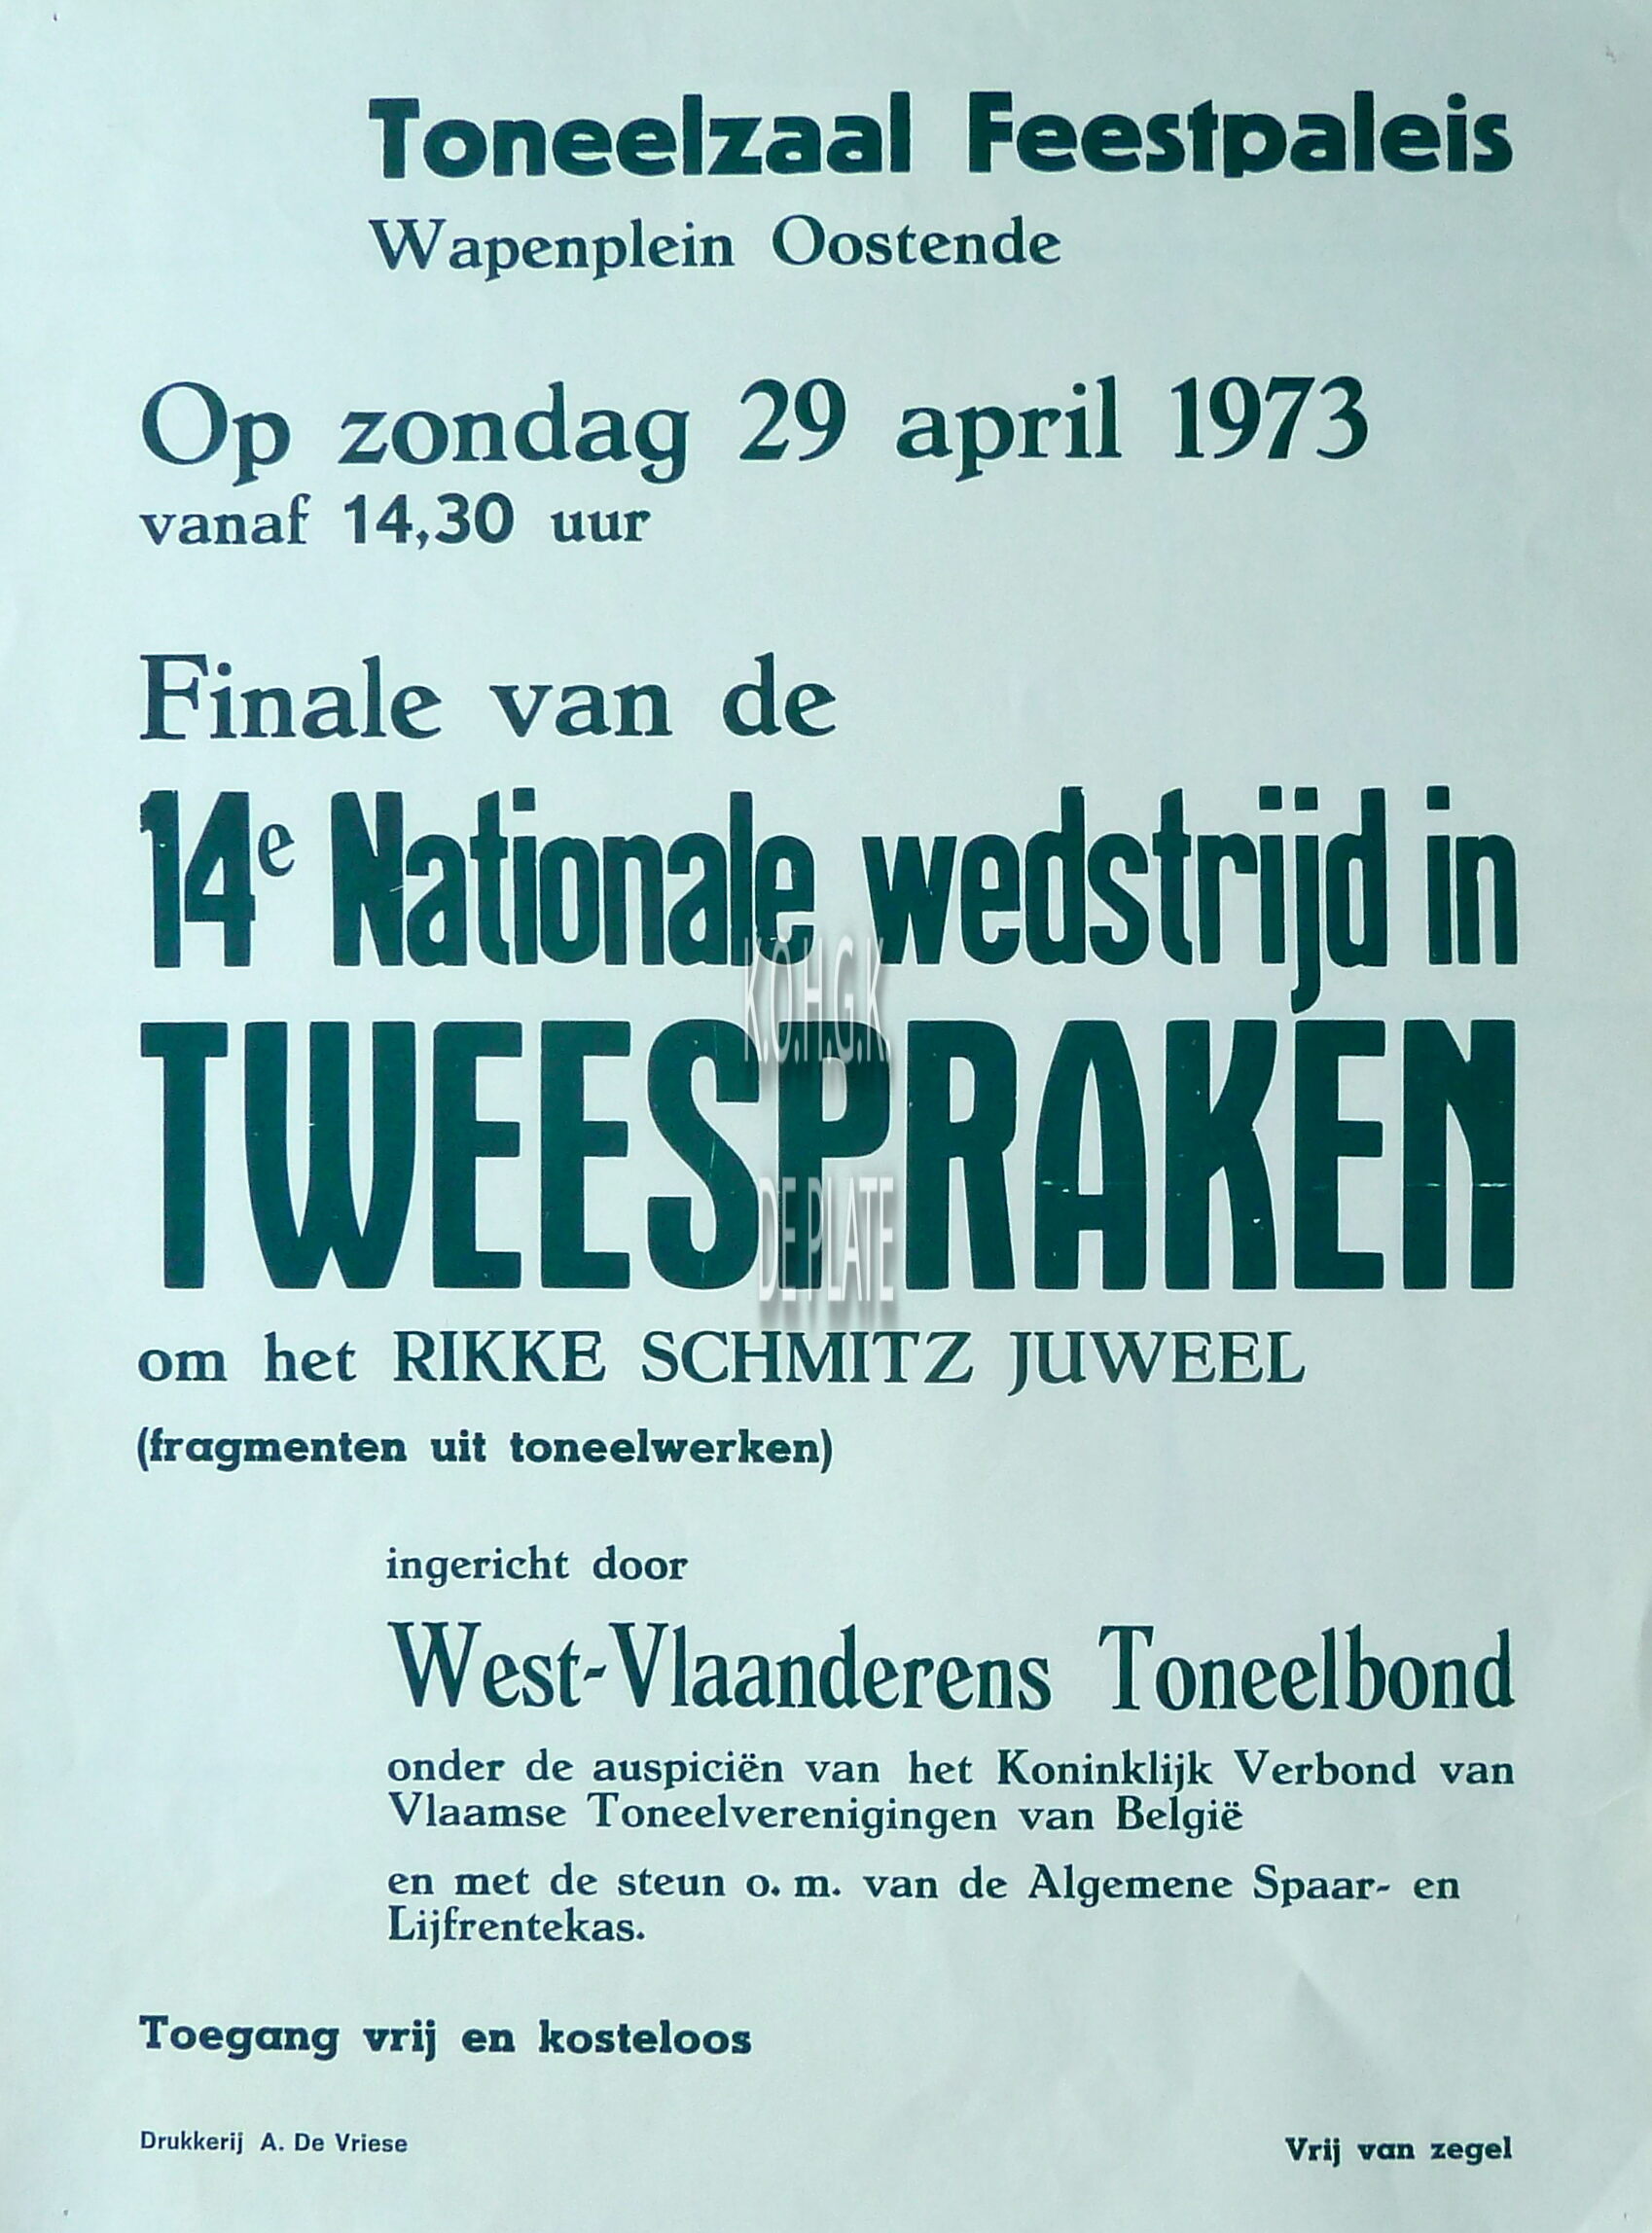 Toneelzaal Feestpaleis
Wapenplein Oostende
Op zondag 29 april 1973
vanaf 14,30 uur
Finale van de
14e Nationale wedstrijd in
K.O.H.G.K.
TWEESPRAKEN
DE PLATE
om het RIKKE SCHMITZ JUWEEL
(fragmenten uit toneelwerken)
ingericht door
West-Vlaanderens Toneelbond
onder de auspiciën van het Koninklijk Verbond van
Vlaamse Toneelverenigingen van België
en met de steun o. m. van de Algemene Spaar- en
Lijfrentekas.
Toegang vrij en kosteloos
Drukkerij A. De Vriese
Vrij van zegel